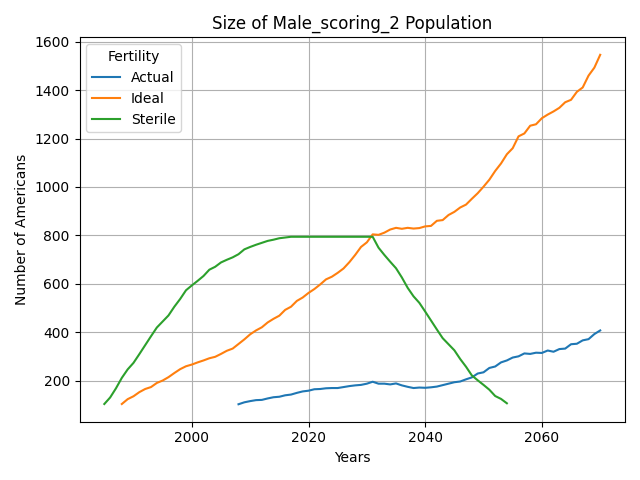 Size of Male_scoring_2 Population
Number of Americans
1600
1400
1200
1000
800
600
400
200
Fertility
Actual
Ideal
Sterile
2000
2020
2040
2060
Years